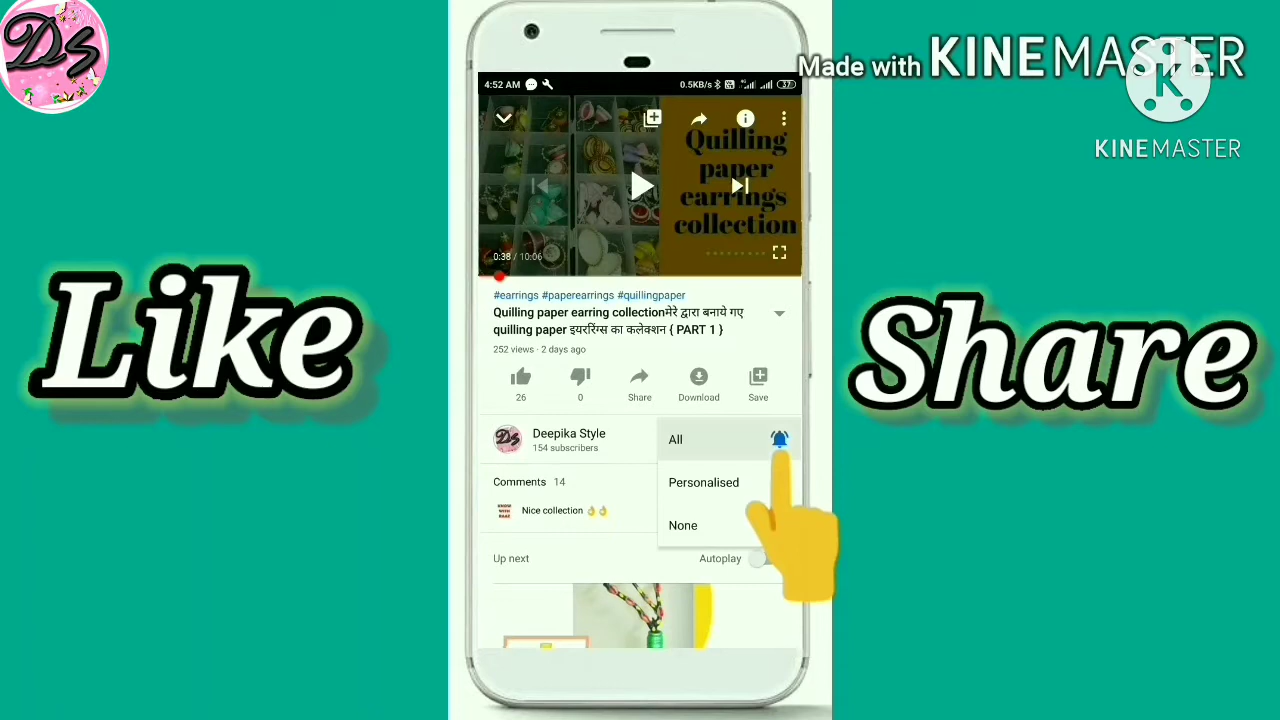 Ds
Made with KINEMASTER
K
KINEMASTER
4:52 AM
0.5KB/s
37
Quilling
paper
earrings
collection
0:38 / 10:06
#earrings #paperearrings #quillingpaper
Quilling paper earring collectionमेरे द्वारा बनाये गए
quilling paper इयररिंग्स का कलेक्शन { PART 1 }
252 views · 2 days ago
26
0
Share
Download
Save
Like
Share
Ds
Deepika Style
154 subscribers
All
Personalised
None
Comments 14
Nice collection 👌👌
Up next
Autoplay